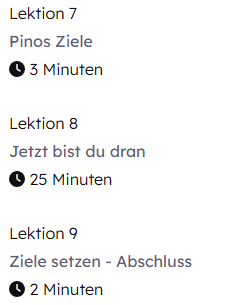 Lektion 7
Pinos Ziele
3 Minuten
Lektion 8
Jetzt bist du dran
25 Minuten
Lektion 9
Ziele setzen - Abschluss
2 Minuten